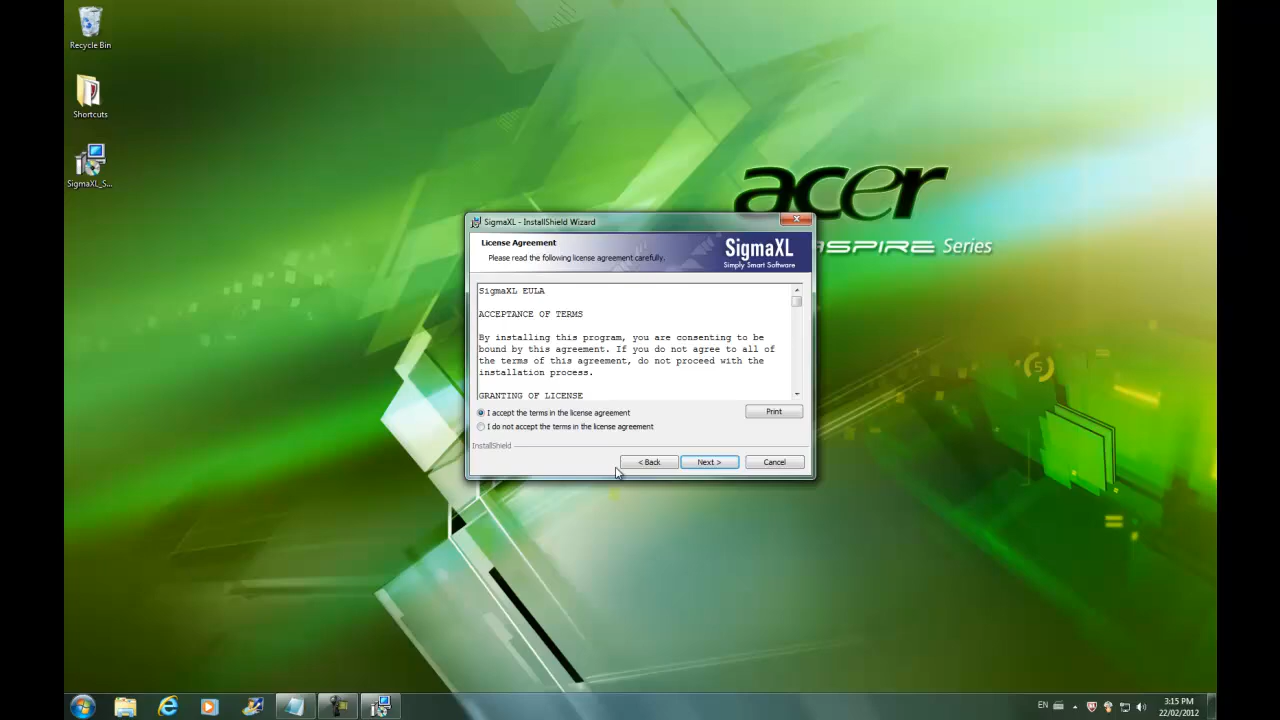 Recycle Bin
Shortcuts
SigmaXL_S...
acer
ASPIRE Series
SigmaXL - InstallShield Wizard
License Agreement
Please read the following license agreement carefully.
SigmaXL
Simply Smart Software
SigmaXL EULA
ACCEPTANCE OF TERMS
By installing this program, you are consenting to be
bound by this agreement. If you do not agree to all of
the terms of this agreement, do not proceed with the
installation process.
GRANTING OF LICENSE
I accept the terms in the license agreement
Print
I do not accept the terms in the license agreement
InstallShield
< Back
Next >
Cancel
5
EN
3:15 PM
22/02/2012